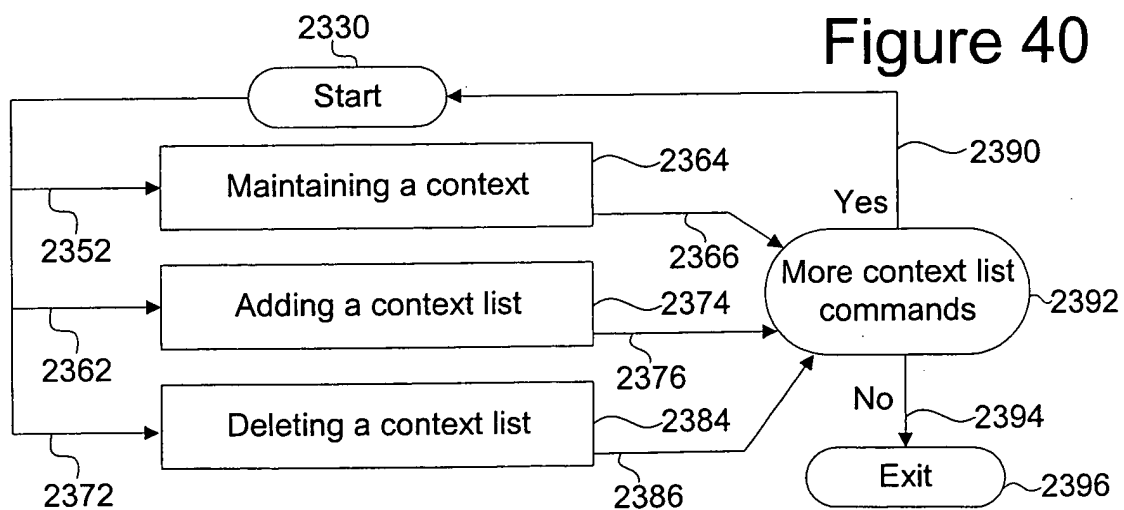 Figure 40
2330
Start
2390
Maintaining a context
2364
Yes
2352
2366
More context list
commands
2392
Adding a context list
2374
2362
2376
Deleting a context list
2384
No
2394
2372
2386
Exit
2396